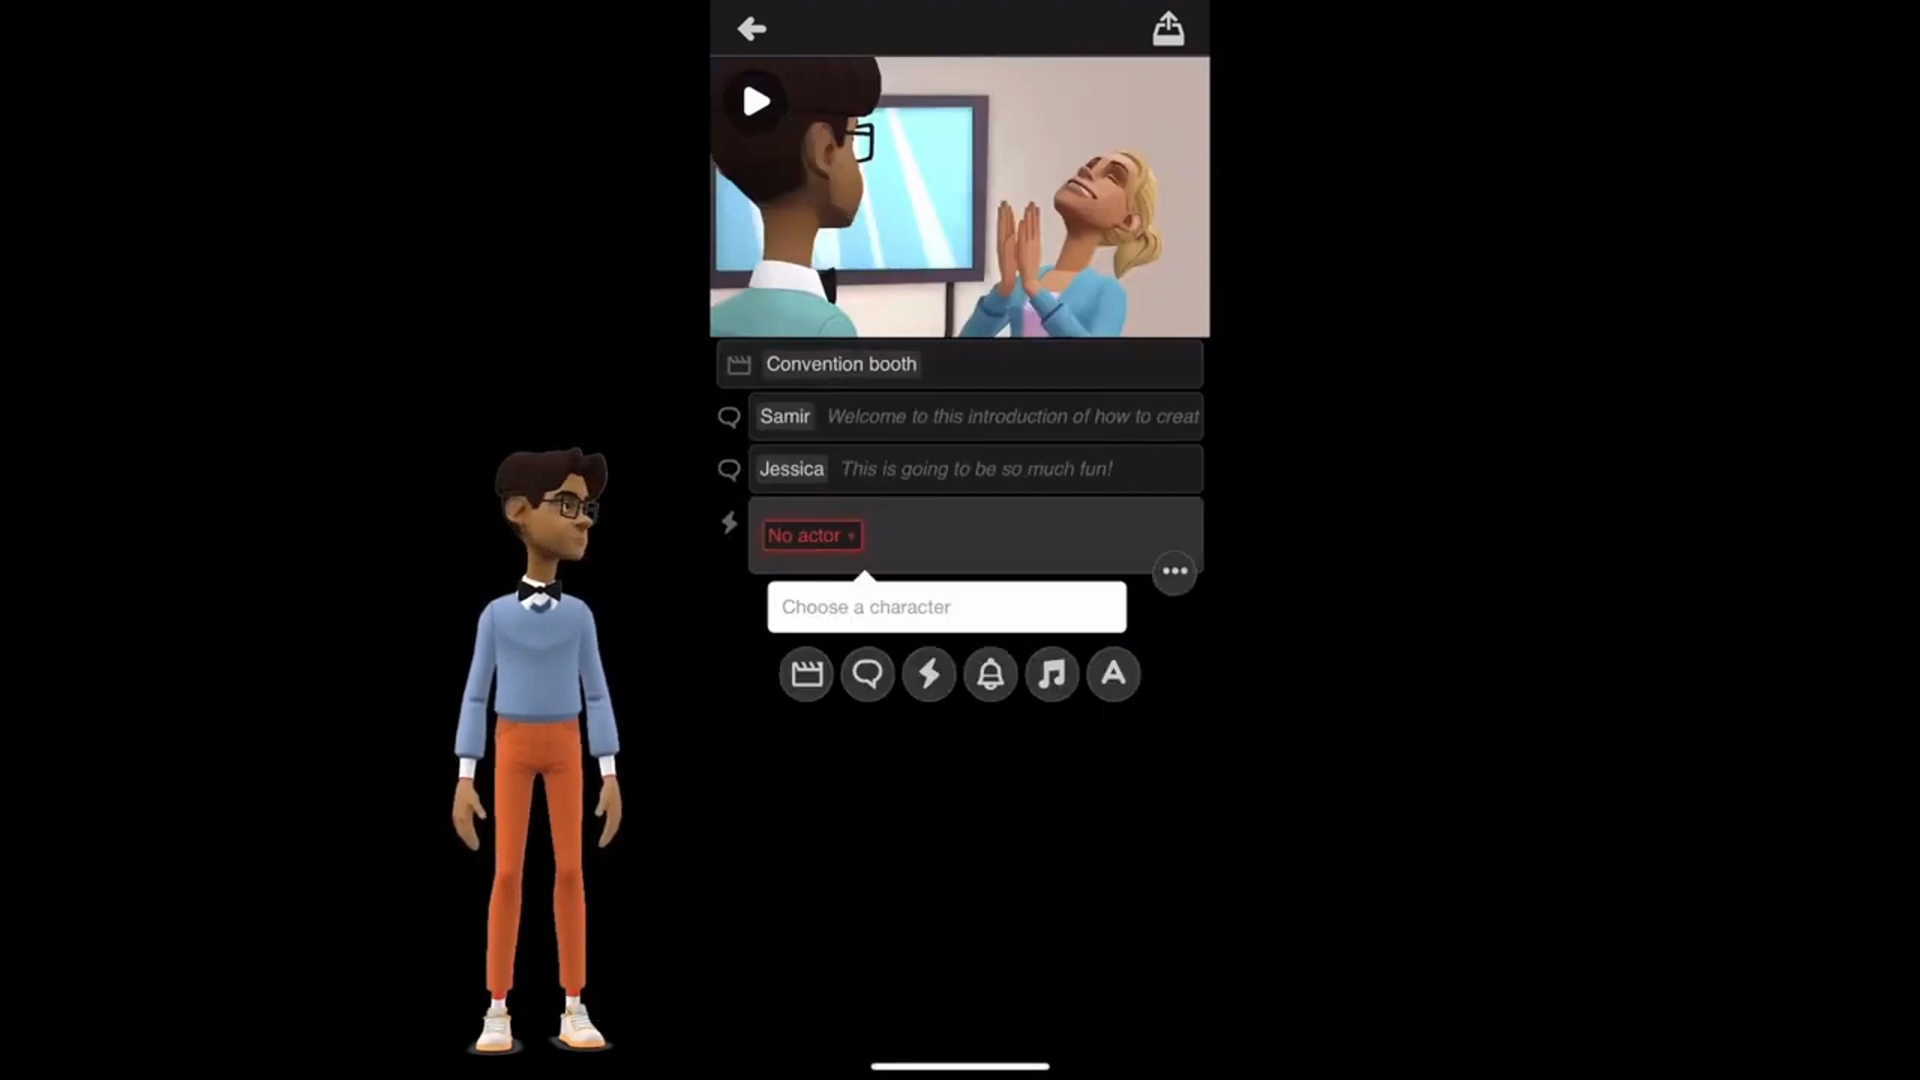 Convention booth
Samir Welcome to this introduction of how to creat
Jessica This is going to be so much fun!
No actor
Choose a character